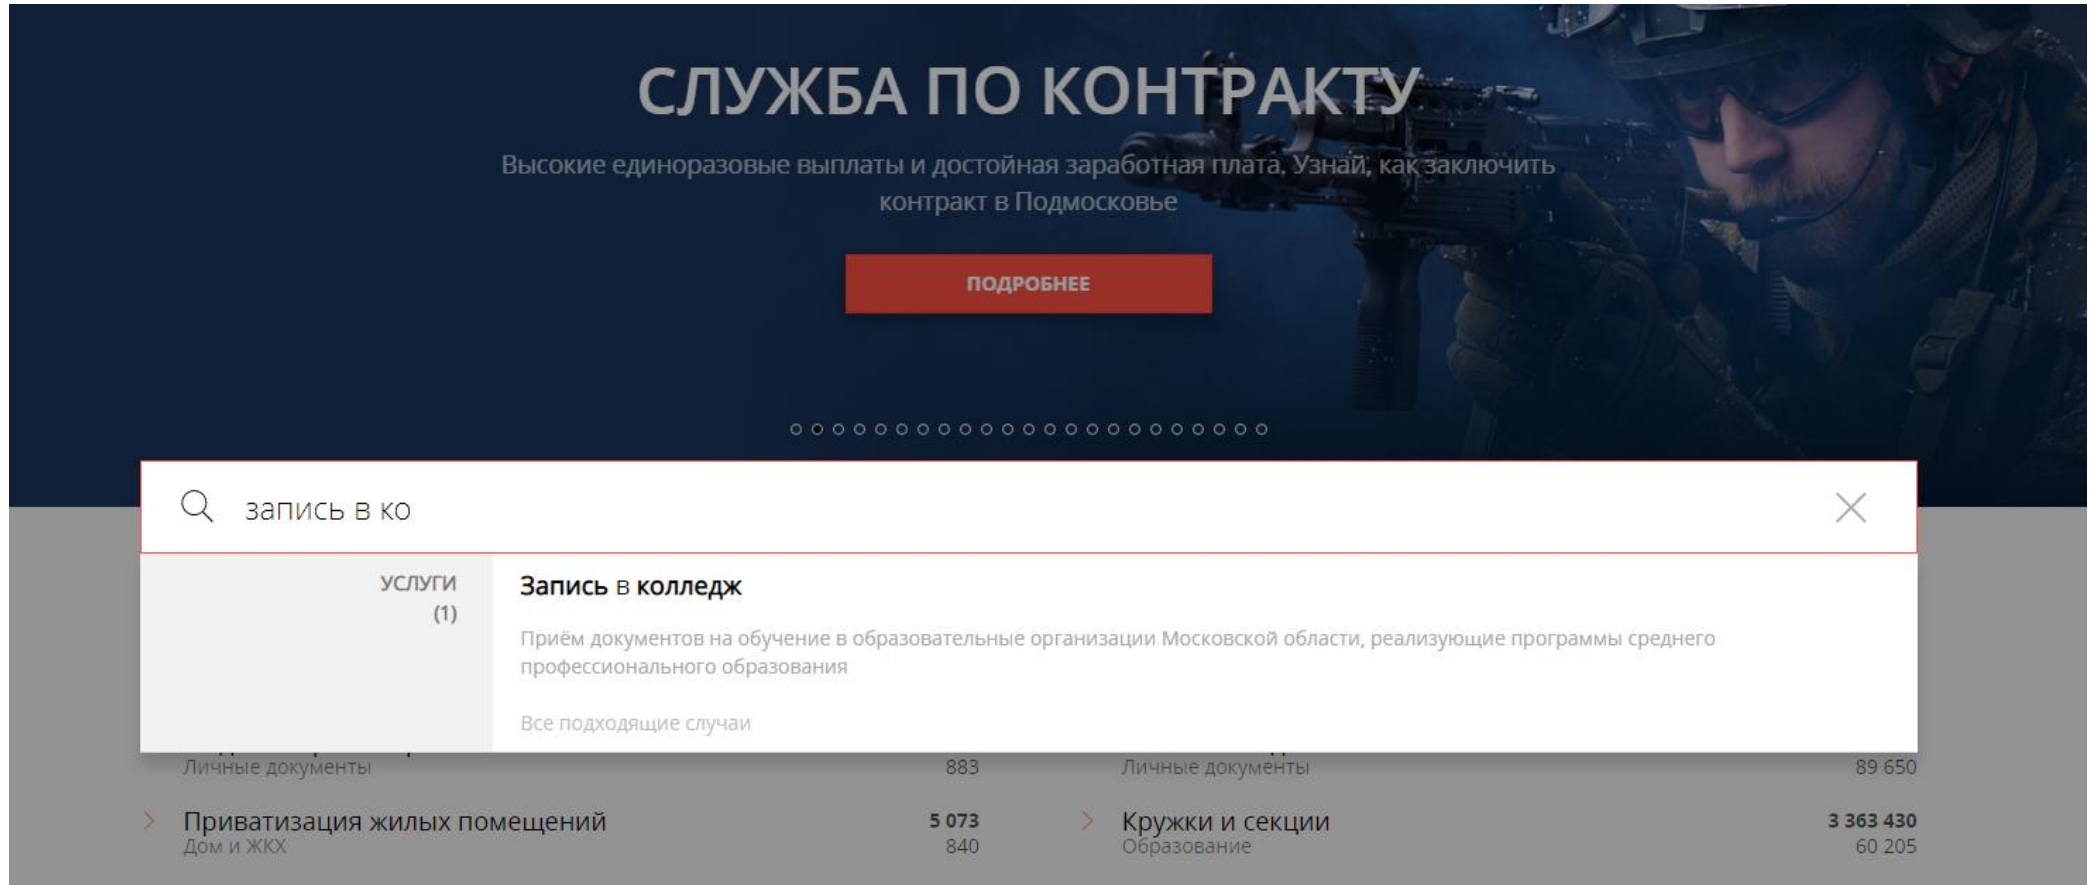 СЛУЖБА ПО КОНТРАКТУ
Высокие единоразовые выплаты и достойная заработная плата. Узнай, как заключить
контракт в Подмосковье
ПОДРОБНЕЕ
запись в ко
УСЛУГИ
(1)
Запись в колледж
Приём документов на обучение в образовательные организации Московской области, реализующие программы среднего
профессионального образования
Все подходящие случаи
Личные документы 883
Личные документы 89 650
Приватизация жилых помещений 5 073
Дом и ЖКХ 840
Кружки и секции 3 363 430
Образование 60 205